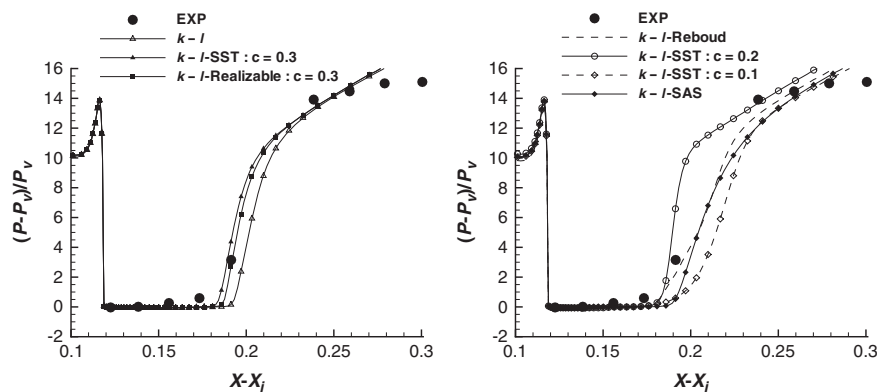 EXP
k – l
k – l-SST : c = 0.3
k – l-Realizable : c = 0.3
(P-Pv)/Pv
16
14
12
10
8
6
4
2
0
-2
0.1
0.15
0.2
0.25
0.3
X-Xi
EXP
k – l-Reboud
k – l-SST : c = 0.2
k – l-SST : c = 0.1
k – l-SAS
(P-Pv)/Pv
16
14
12
10
8
6
4
2
0
-2
0.1
0.15
0.2
0.25
0.3
X-Xi